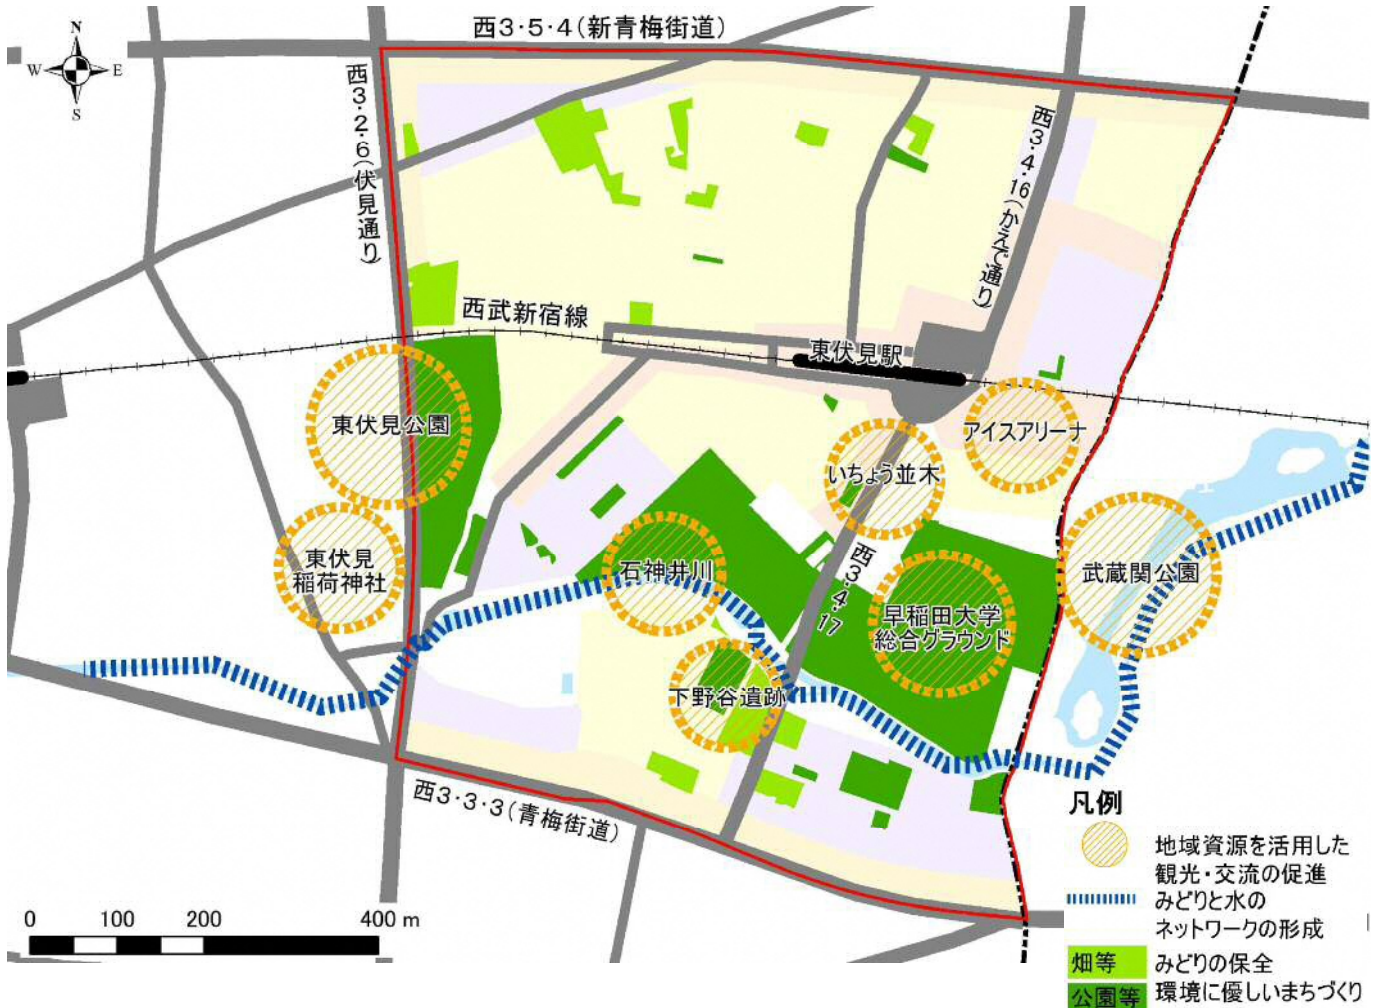 西3・5・4(新青梅街道)
N
W
E
S
西3・2・6(伏見通り)
西3・4・16(かえで通り)
西武新宿線
東伏見駅
東伏見公園
アイスアリーナ
いちょう並木
東伏見
稲荷神社
石神井川
西3・4・17
武蔵関公園
早稲田大学
総合グラウンド
下野谷遺跡
西3・3・3(青梅街道)
凡例
地域資源を活用した
観光・交流の促進
みどりと水の
ネットワークの形成
畑等
みどりの保全
公園等
環境に優しいまちづくり
0 100 200 400 m